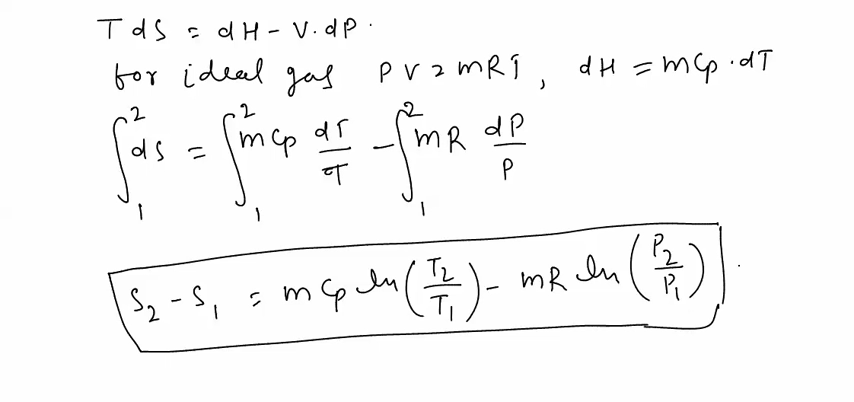 T dS = dH - V.dP.
for ideal gas PV = mRT, dH = mCp.dT
∫₁² dS = ∫₁² mCp dT/T - ∫₁² mR dP/P
S₂ - S₁ = mCp ln(T₂/T₁) - mR ln(P₂/P₁).